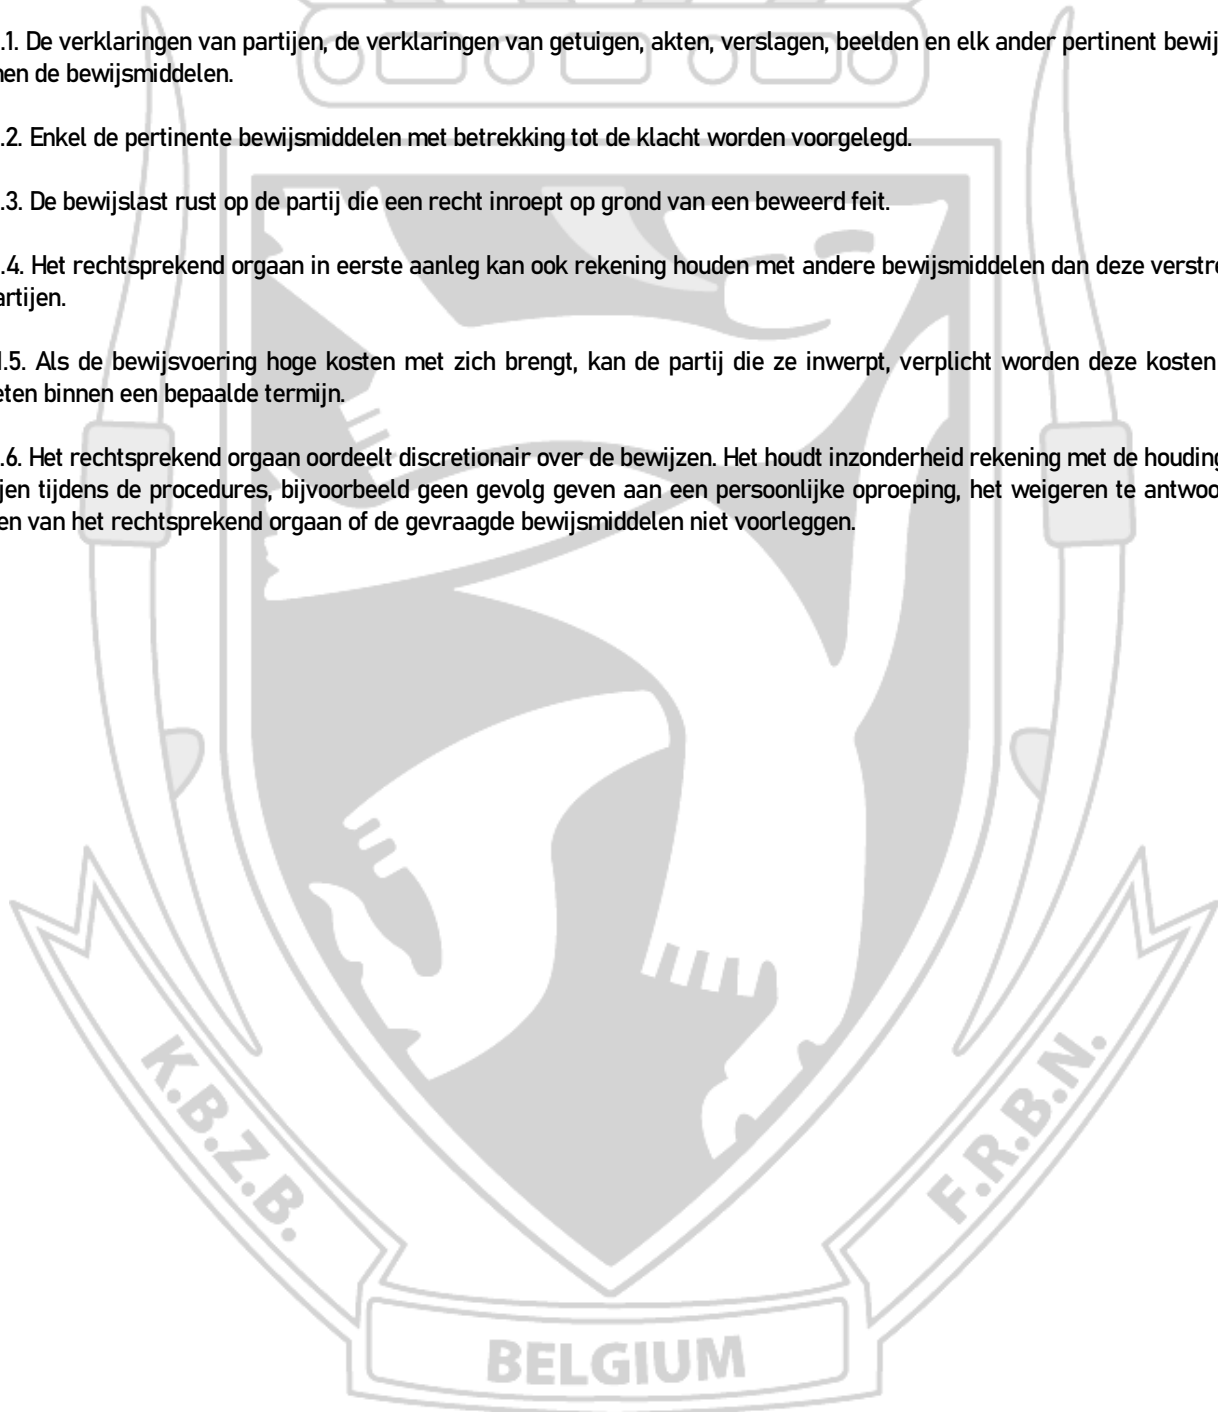 .1. De verklaringen van partijen, de verklaringen van getuigen, akten, verslagen, beelden en elk ander pertinent bewij
nen de bewijsmiddelen.
.2. Enkel de pertinente bewijsmiddelen met betrekking tot de klacht worden voorgelegd.
.3. De bewijslast rust op de partij die een recht inroept op grond van een beweerd feit.
.4. Het rechtsprekend orgaan in eerste aanleg kan ook rekening houden met andere bewijsmiddelen dan deze verstre
artijen.
.5. Als de bewijsvoering hoge kosten met zich brengt, kan de partij die ze inwerpt, verplicht worden deze kosten
eten binnen een bepaalde termijn.
.6. Het rechtsprekend orgaan oordeelt discretionair over de bewijzen. Het houdt inzonderheid rekening met de houding
ijen tijdens de procedures, bijvoorbeeld geen gevolg geven aan een persoonlijke oproeping, het weigeren te antwoo
en van het rechtsprekend orgaan of de gevraagde bewijsmiddelen niet voorleggen.
K.B.Z.B.
F.R.B.N.
BELGIUM